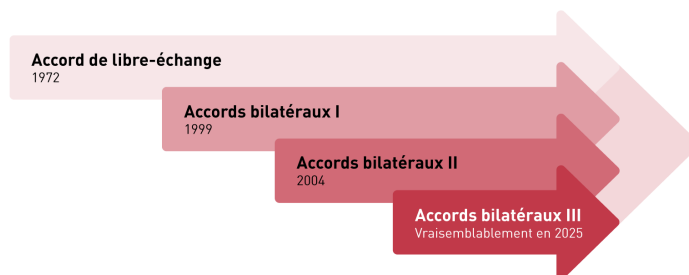 Accord de libre-échange
1972
Accords bilatéraux I
1999
Accords bilatéraux II
2004
Accords bilatéraux III
Vraisemblablement en 2025